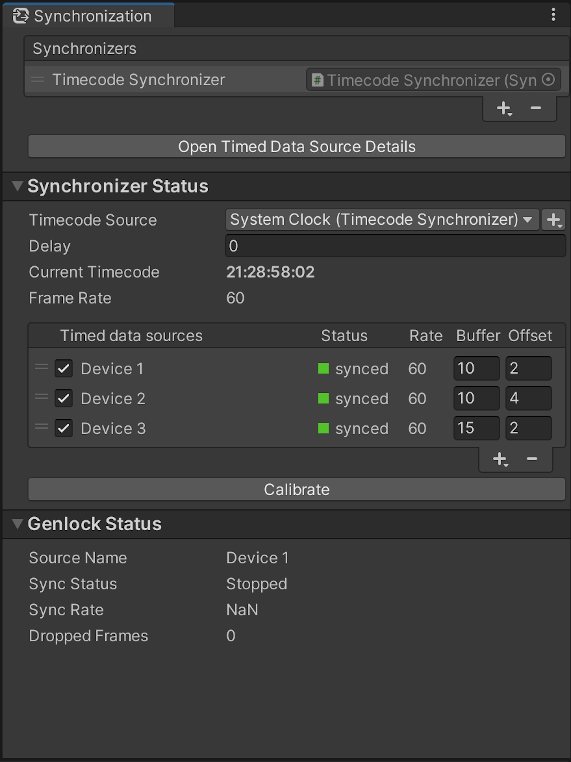 Synchronization
Synchronizers
Timecode Synchronizer Timecode Synchronizer (Syn
Open Timed Data Source Details
Synchronizer Status
Timecode Source System Clock (Timecode Synchronizer)
Delay 0
Current Timecode 21:28:58:02
Frame Rate 60
Timed data sources Status Rate Buffer Offset
Device 1 synced 60 10 2
Device 2 synced 60 10 4
Device 3 synced 60 15 2
Calibrate
Genlock Status
Source Name Device 1
Sync Status Stopped
Sync Rate NaN
Dropped Frames 0